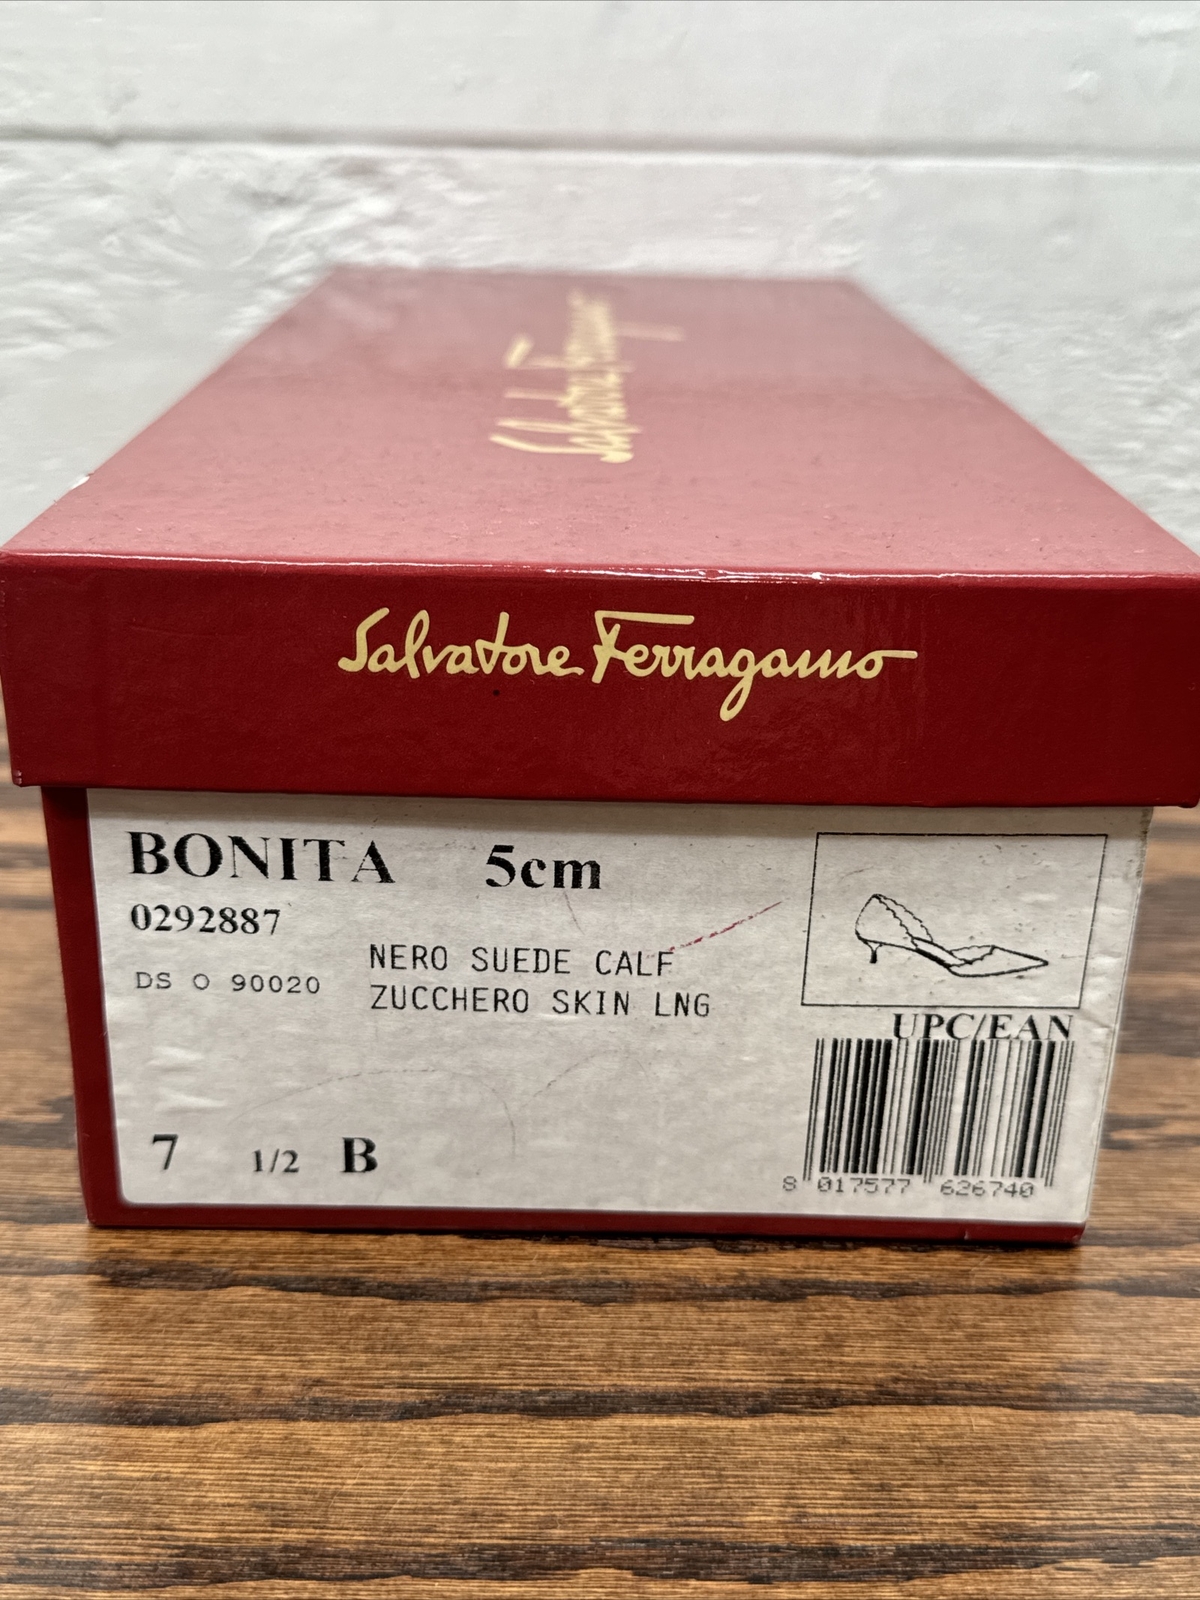 Salvatore Ferragamo
Salvatore Ferragamo
BONITA 5cm
0292887
NERO SUEDE CALF
DS O 90020
ZUCCHERO SKIN LNG
UPC/EAN
7 1/2 B
8 017577 626740